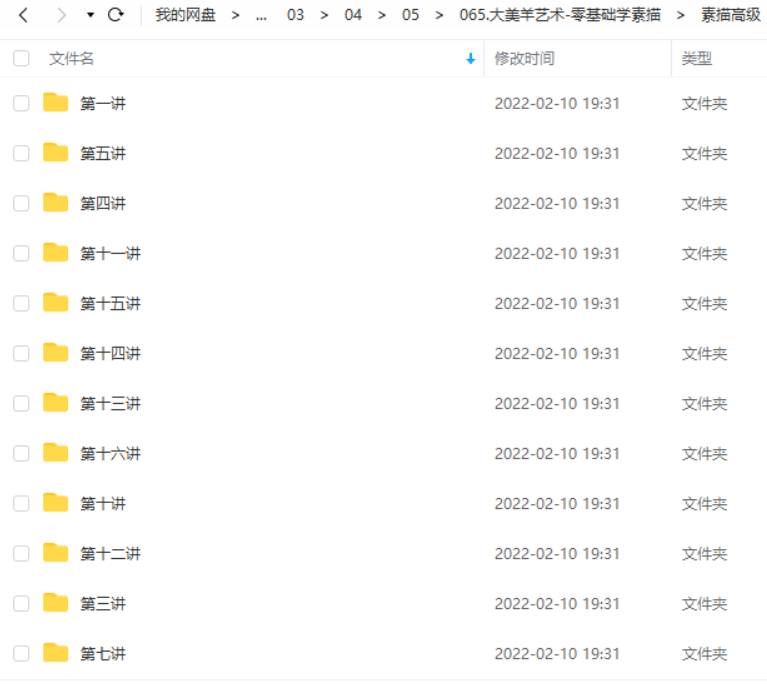 我的网盘 > ... 03 > 04 > 05 > 065.大美羊艺术-零基础学素描 > 素描高级
文件名 修改时间 类型
第一讲 2022-02-10 19:31 文件夹
第五讲 2022-02-10 19:31 文件夹
第四讲 2022-02-10 19:31 文件夹
第十一讲 2022-02-10 19:31 文件夹
第十五讲 2022-02-10 19:31 文件夹
第十四讲 2022-02-10 19:31 文件夹
第十三讲 2022-02-10 19:31 文件夹
第十六讲 2022-02-10 19:31 文件夹
第十讲 2022-02-10 19:31 文件夹
第十二讲 2022-02-10 19:31 文件夹
第三讲 2022-02-10 19:31 文件夹
第七讲 2022-02-10 19:31 文件夹